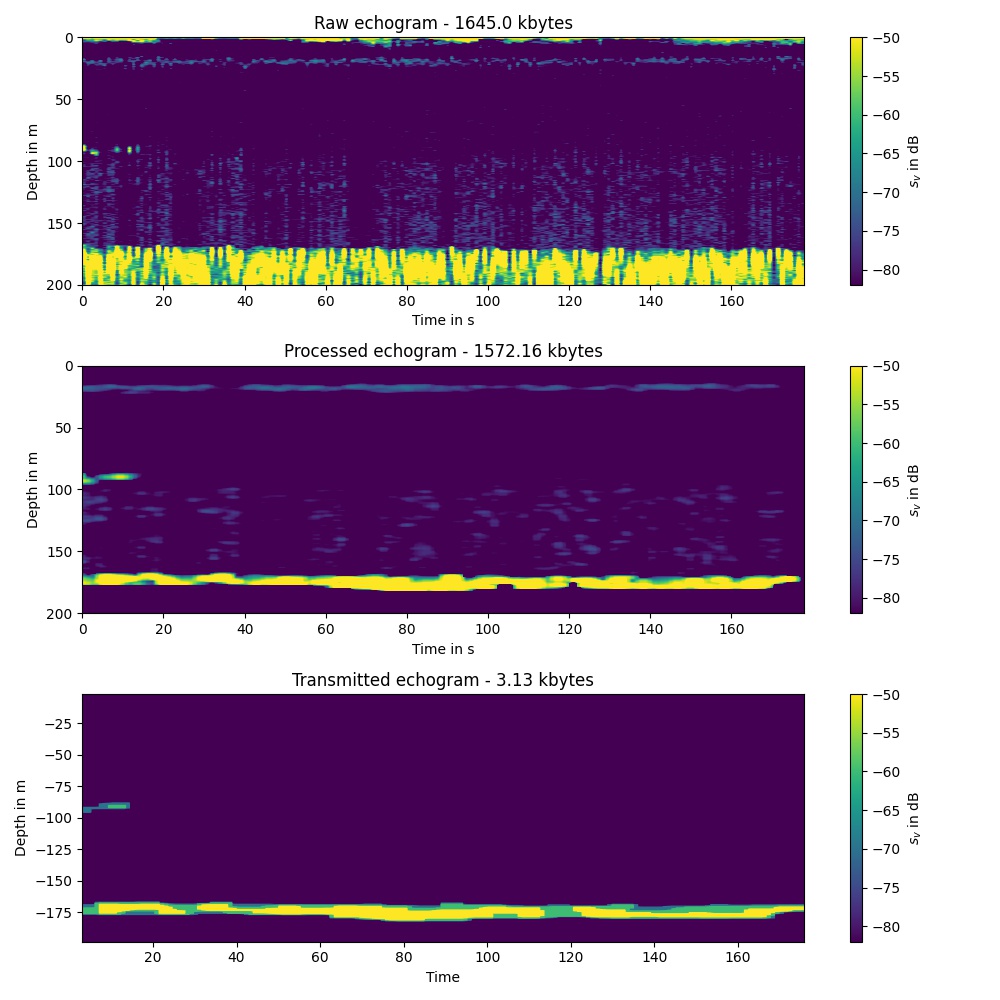 Raw echogram - 1645.0 kbytes
0
50
100
150
200
Depth in m
0 20 40 60 80 100 120 140 160
Time in s
−50
−55
−60
−65
−70
−75
−80
sv in dB
Processed echogram - 1572.16 kbytes
0
50
100
150
200
Depth in m
0 20 40 60 80 100 120 140 160
Time in s
−50
−55
−60
−65
−70
−75
−80
sv in dB
Transmitted echogram - 3.13 kbytes
−25
−50
−75
−100
−125
−150
−175
Depth in m
20 40 60 80 100 120 140 160
Time
−50
−55
−60
−65
−70
−75
−80
sv in dB